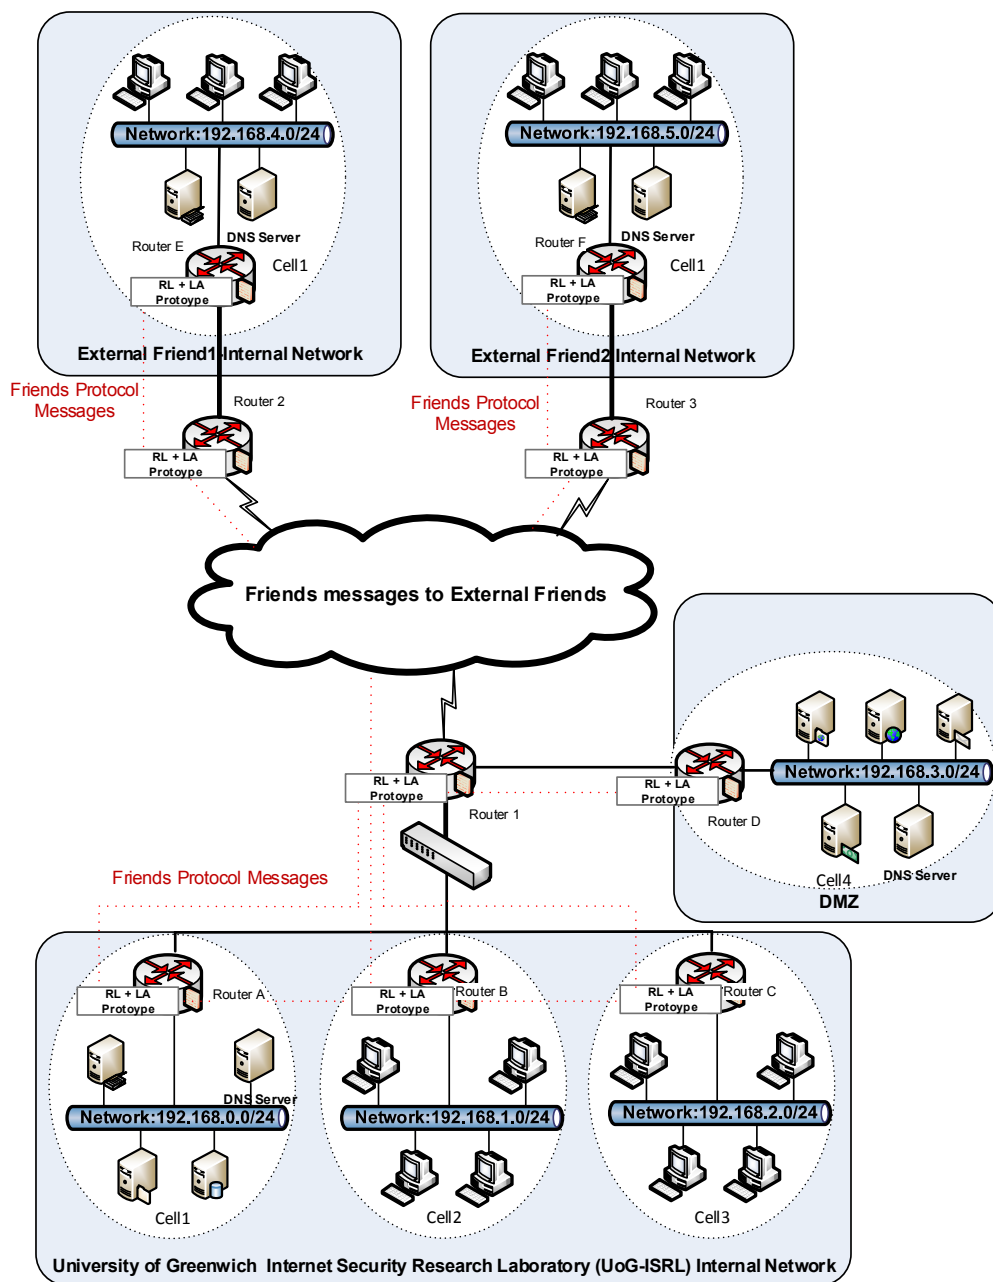 Network:192.168.4.0/24
DNS Server
Router E
Cell1
RL + LA
Protoype
External Friend1 Internal Network
Network:192.168.5.0/24
DNS Server
Router F
Cell1
RL + LA
Protoype
External Friend2 Internal Network
Friends Protocol
Messages
Router 2
RL + LA
Protoype
Friends Protocol
Messages
Router 3
RL + LA
Protoype
Friends messages to External Friends
RL + LA
Protoype
Router 1
RL + LA
Protoype
Router D
Network:192.168.3.0/24
Cell4
DNS Server
DMZ
Friends Protocol Messages
RL + LA
Protoype
Router A
DNS Server
Network:192.168.0.0/24
Cell1
RL + LA
Protoype
Router B
Network:192.168.1.0/24
Cell2
RL + LA
Protoype
Router C
Network:192.168.2.0/24
Cell3
University of Greenwich Internet Security Research Laboratory (UoG-ISRL) Internal Network